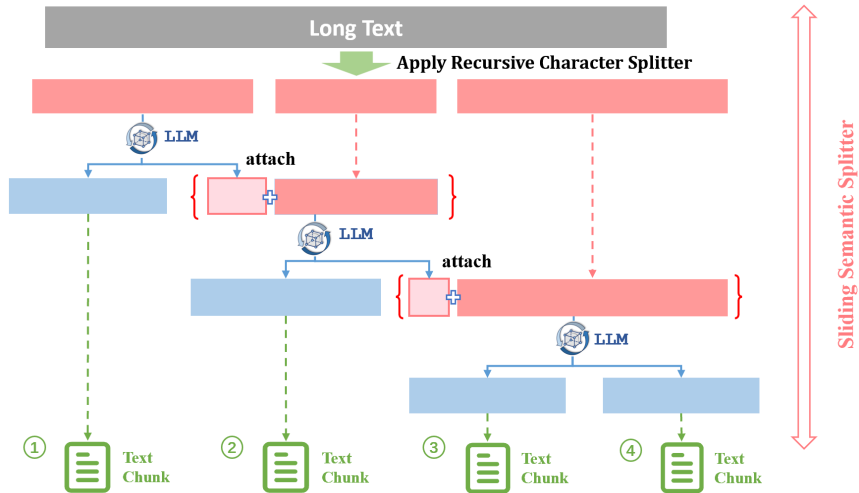 Long Text
Apply Recursive Character Splitter
LLM
attach
LLM
attach
LLM
Sliding Semantic Splitter
1
Text
Chunk
2
Text
Chunk
3
Text
Chunk
4
Text
Chunk